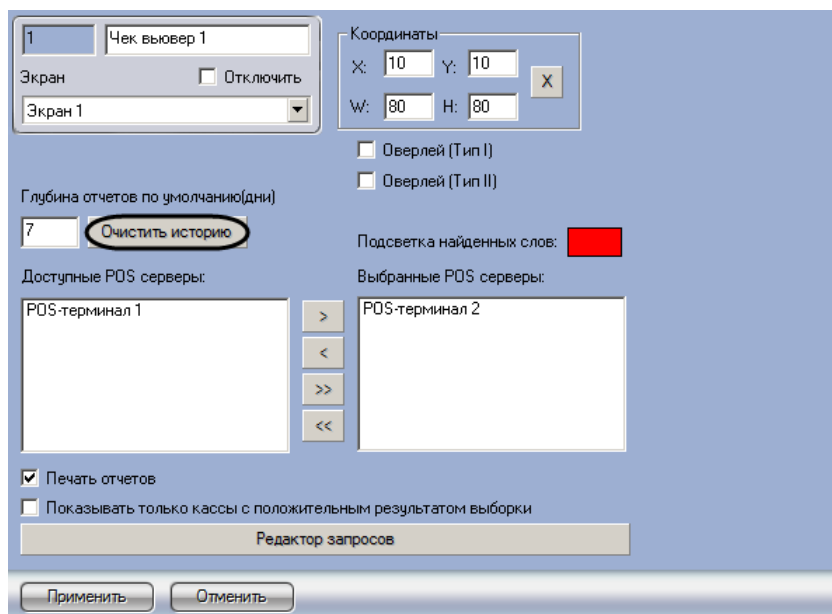 1
Чек вьювер 1
Экран
Отключить
Экран 1
Координаты
X: 10 Y: 10
X
W: 80 H: 80
Оверлей (Тип I)
Оверлей (Тип II)
Глубина отчетов по умолчанию(дни)
7
Очистить историю
Подсветка найденных слов:
Доступные POS серверы:
Выбранные POS серверы:
POS-терминал 1
POS-терминал 2
>
<
>>
<<
Печать отчетов
Показывать только кассы с положительным результатом выборки
Редактор запросов
Применить
Отменить